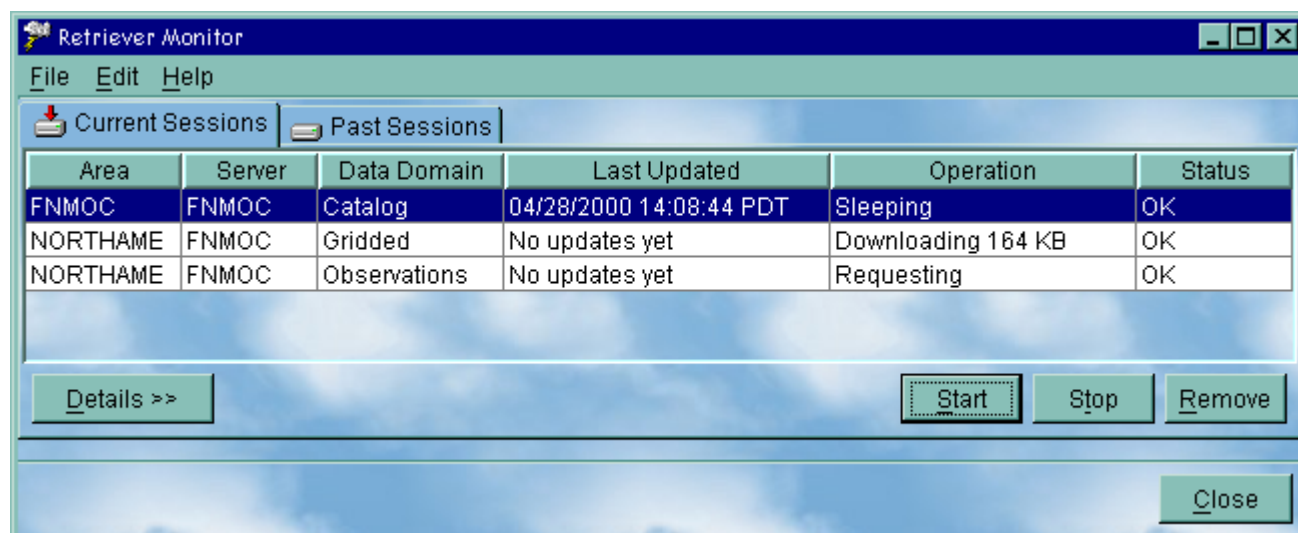 Retriever Monitor
File Edit Help
Current Sessions Past Sessions
Area Server Data Domain Last Updated Operation Status
FNMOC FNMOC Catalog 04/28/2000 14:08:44 PDT Sleeping OK
NORTHAME FNMOC Gridded No updates yet Downloading 164 KB OK
NORTHAME FNMOC Observations No updates yet Requesting OK
Details >> Start Stop Remove
Close